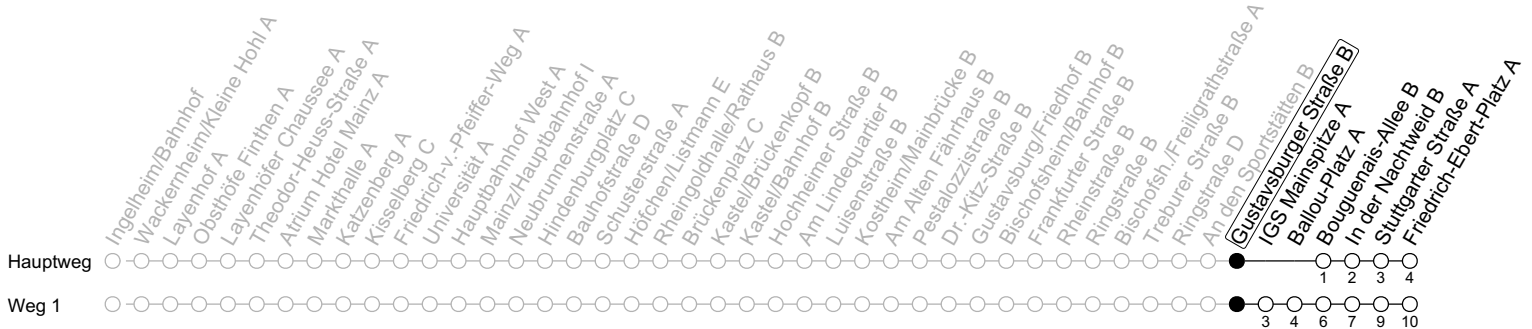 Ingelheim/Bahnhof
Wackernheim/Kleine Hohl A
Layenhof A
Obsthöfe Finthen A
Layenhöfer Chaussee A
Theodor-Heuss-Straße A
Atrium Hotel Mainz A
Markthalle A
Katzenberg A
Kisselberg C
Friedrich-v.-Pfeiffer-Weg A
Universität A
Hauptbahnhof West A
Mainz/Hauptbahnhof I
Neubrunnenstraße A
Hindenburgplatz C
Bauhofstraße D
Schusterstraße A
Höfchen/Listmann E
Rheingoldhalle/Rathaus B
Brückenplatz C
Kastel/Brückenkopf B
Kastel/Bahnhof B
Hochheimer Straße B
Am Lindequartier B
Luisenstraße B
Kostheim/Mainbrücke B
Am Alten Fährhaus B
Pestalozzistraße B
Dr.-Kitz-Straße B
Gustavsburg/Friedhof B
Bischofsheim/Bahnhof B
Frankfurter Straße B
Rheinstraße B
Ringstraße B
Bischofsh./Freiligrathstraße A
Treburer Straße B
Ringstraße D
An den Sportstätten B
Gustavsburger Straße B
IGS Mainspitze A
Ballou-Platz A
Bouguenais-Allee B
In der Nachtweid B
Stuttgarter Straße A
Friedrich-Ebert-Platz A
Hauptweg
1 2 3 4
Weg 1
3 4 6 7 9 10